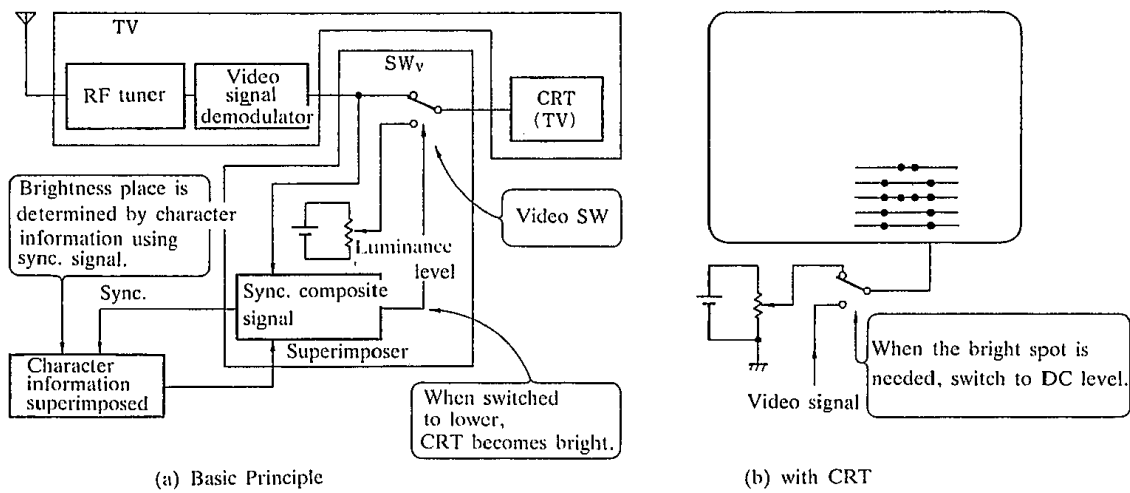 TV
SWv
RF tuner
Video
signal
demodulator
CRT
(TV)
Brightness place is
determined by character
information using
sync. signal.
Video SW
Luminance
level
Sync.
Sync. composite
signal
Superimposer
Character
information
superimposed
When switched
to lower,
CRT becomes bright.
(a) Basic Principle
When the bright spot is
needed, switch to DC level.
Video signal
(b) with CRT